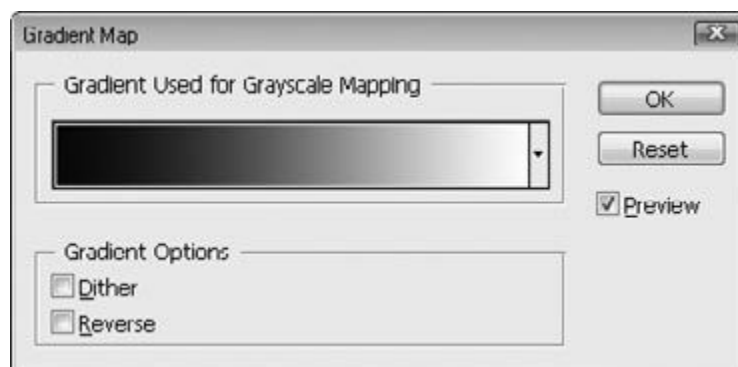 Gradient Map
Gradient Used for Grayscale Mapping
OK
Reset
Preview
Gradient Options
Dither
Reverse